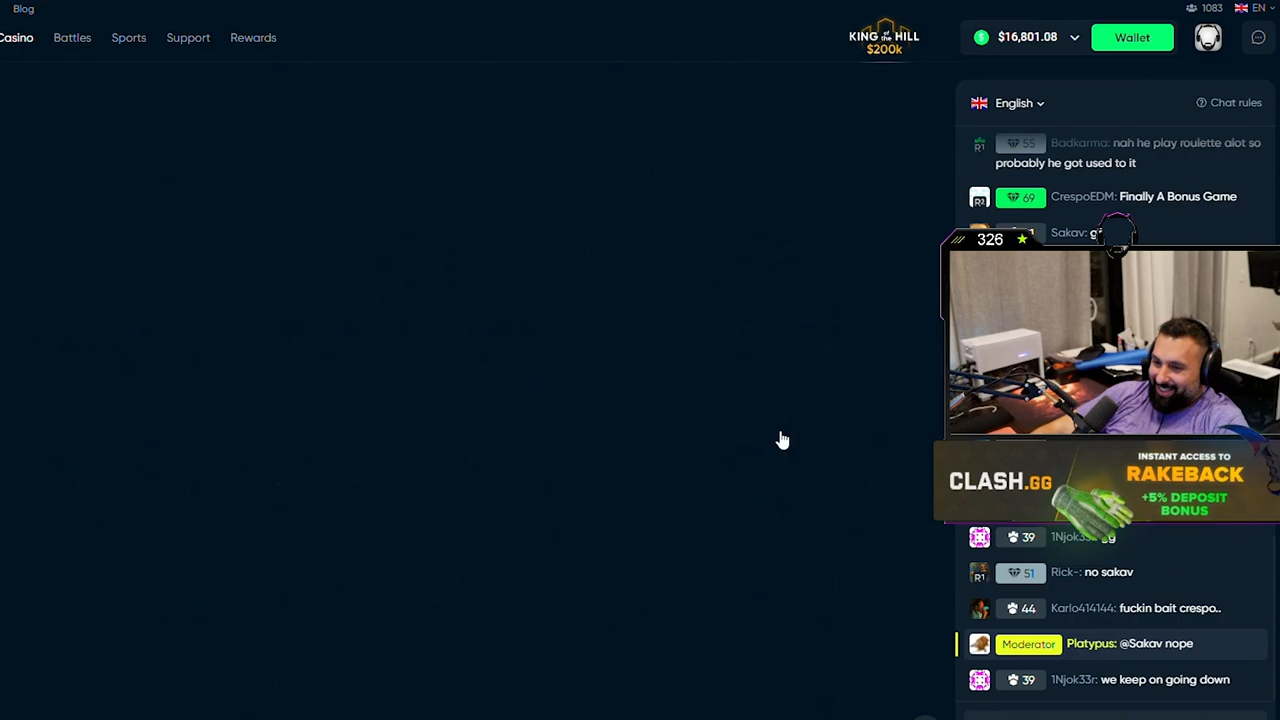 Blog
1083
EN
Casino
Battles
Sports
Support
Rewards
KING of the HILL
$200k
$16,801.08
Wallet
English
Chat rules
R1
55
Badkarma: nah he play roulette alot so
probably he got used to it
R2
69
CrespoEDM: Finally A Bonus Game
Sakav:
326
CLASH.GG
INSTANT ACCESS TO
RAKEBACK
+5% DEPOSIT
BONUS
39
R1
51
Rick-: no sakav
44
Karlo414144: fuckin bait crespo..
Moderator
Platypus: @Sakav nope
39
1Njok33r: we keep on going down